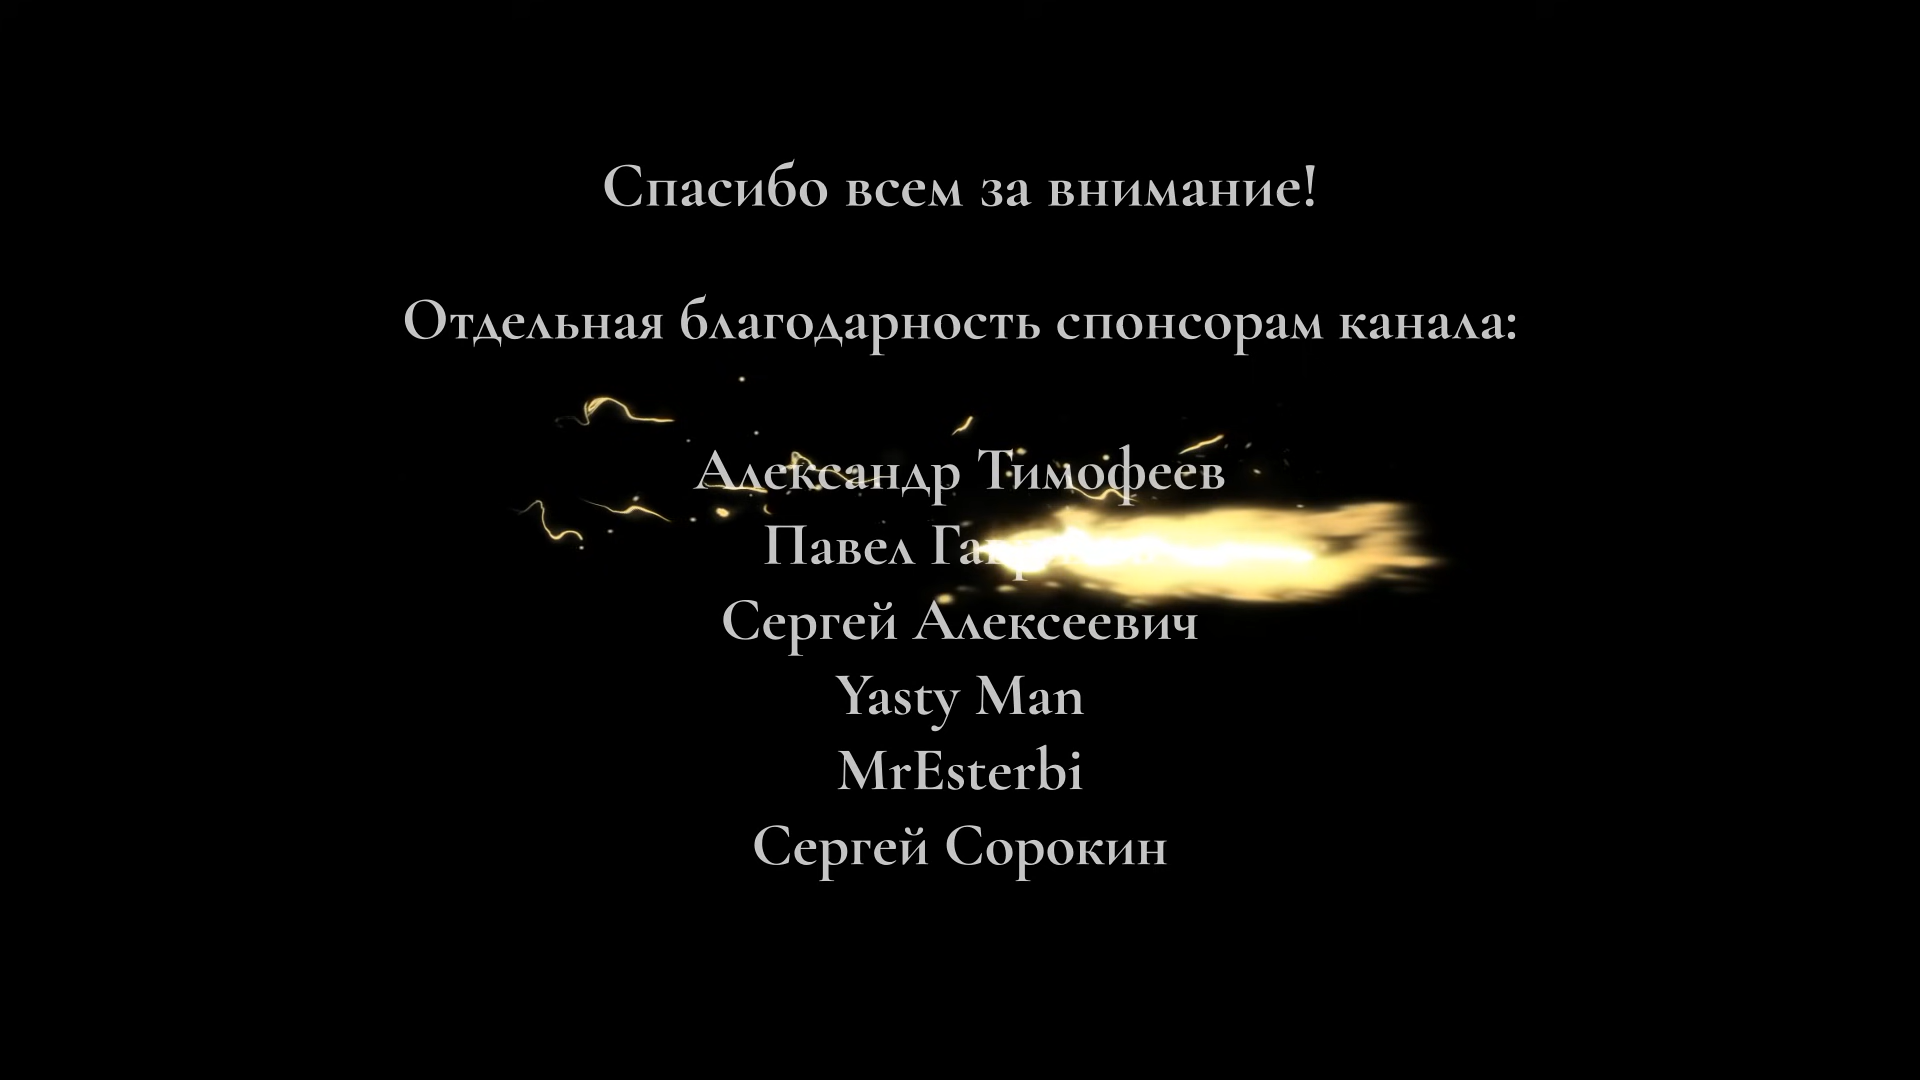 Спасибо всем за внимание!
Отдельная благодарность спонсорам канала:
Александр Тимофеев
Павел
Сергей Алексеевич
Yasty Man
MrEsterbi
Сергей Сорокин